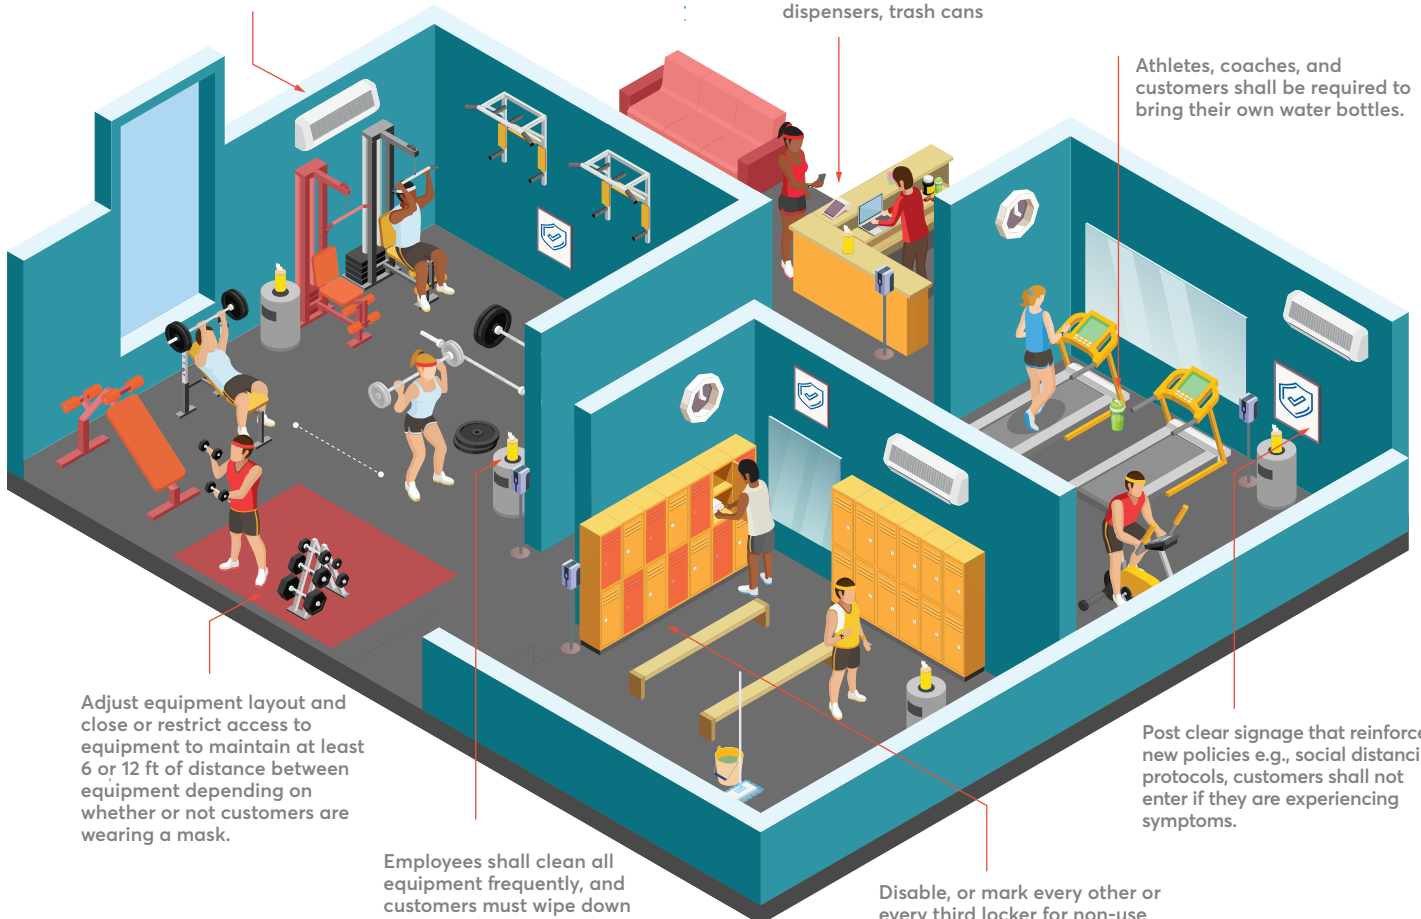 dispensers, trash cans
Athletes, coaches, and
customers shall be required to
bring their own water bottles.
Adjust equipment layout and
close or restrict access to
equipment to maintain at least
6 or 12 ft of distance between
equipment depending on
whether or not customers are
wearing a mask.
Post clear signage that reinforce
new policies e.g., social distanci
protocols, customers shall not
enter if they are experiencing
symptoms.
Employees shall clean all
equipment frequently, and
customers must wipe down
Disable, or mark every other or
every third locker for non-use